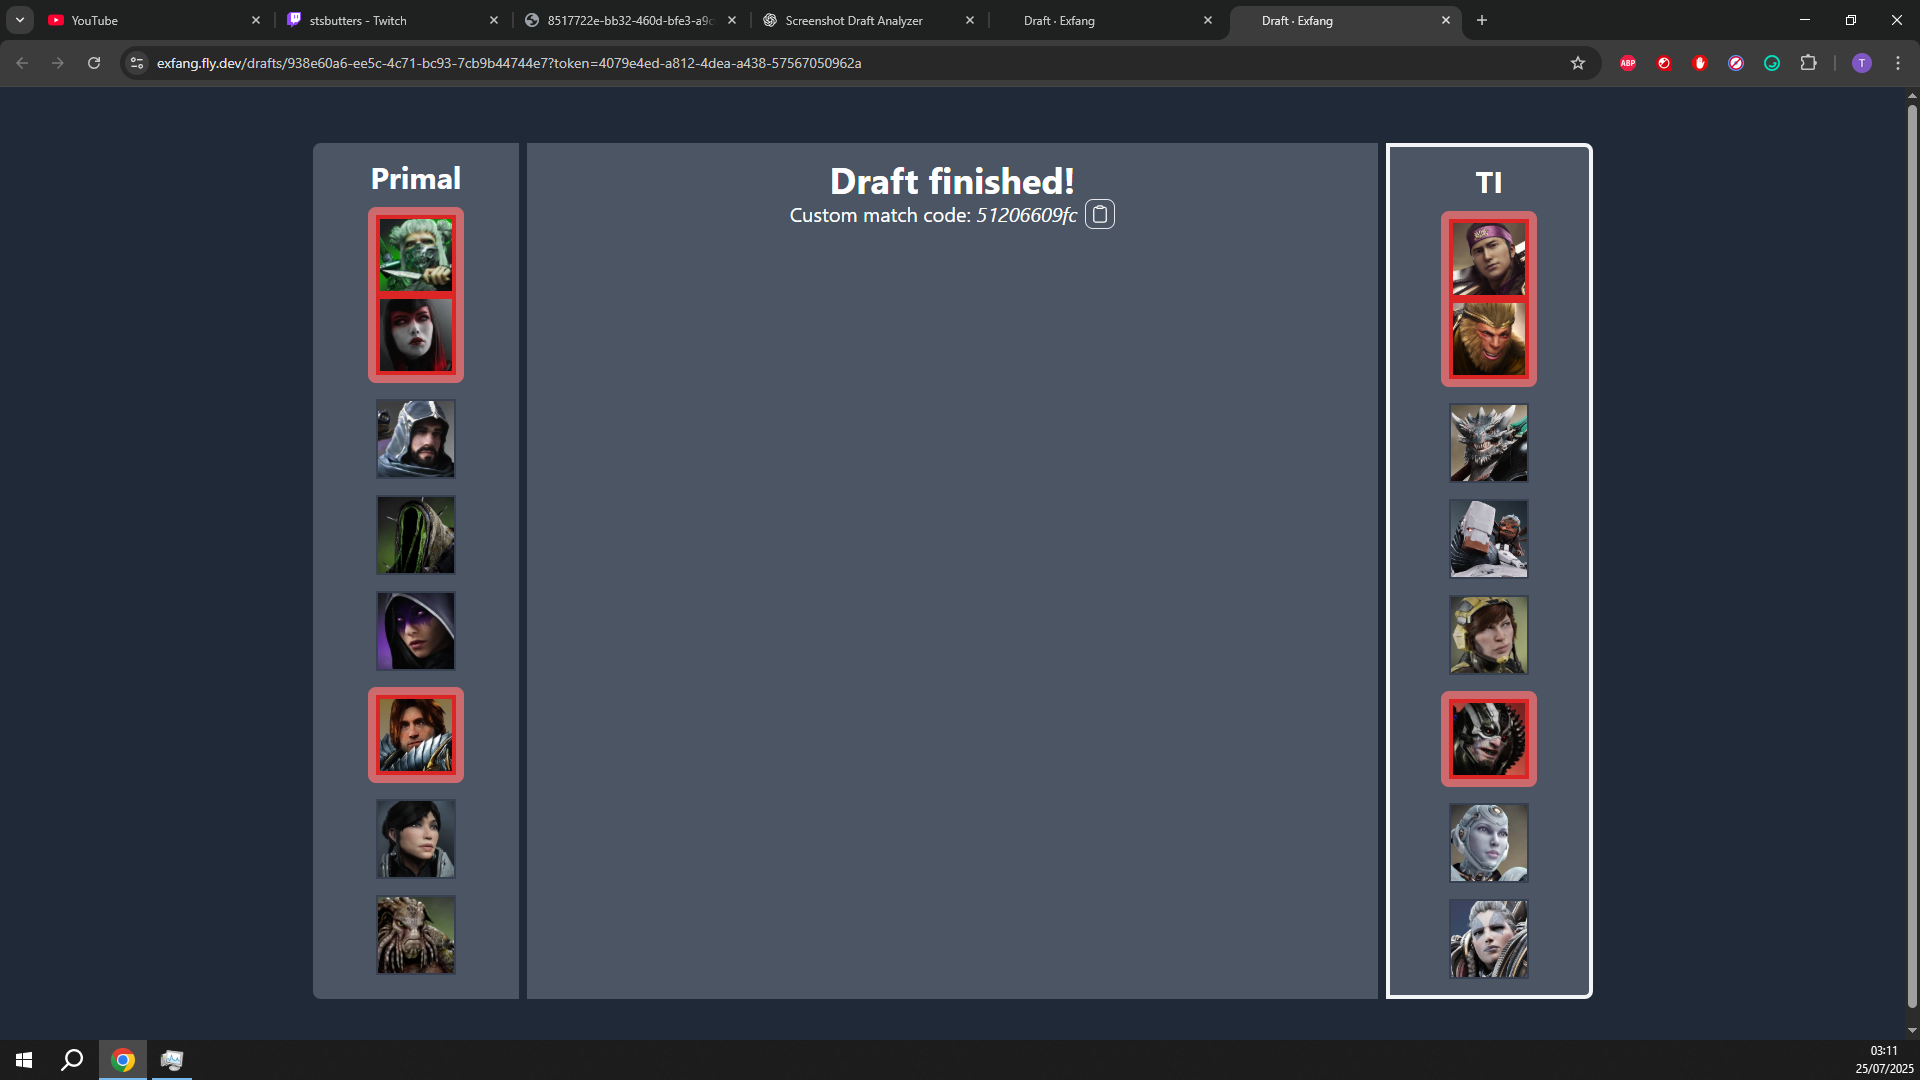 YouTube
stsbutters - Twitch
8517722e-bb32-460d-bfe3-a9c
Screenshot Draft Analyzer
Draft · Exfang
Draft · Exfang
exfang.fly.dev/drafts/938e60a6-ee5c-4c71-bc93-7cb9b44744e7?token=4079e4ed-a812-4dea-a438-57567050962a
ABP
T
Primal
Draft finished!
Custom match code: 51206609fc
TI
03:11
25/07/2025